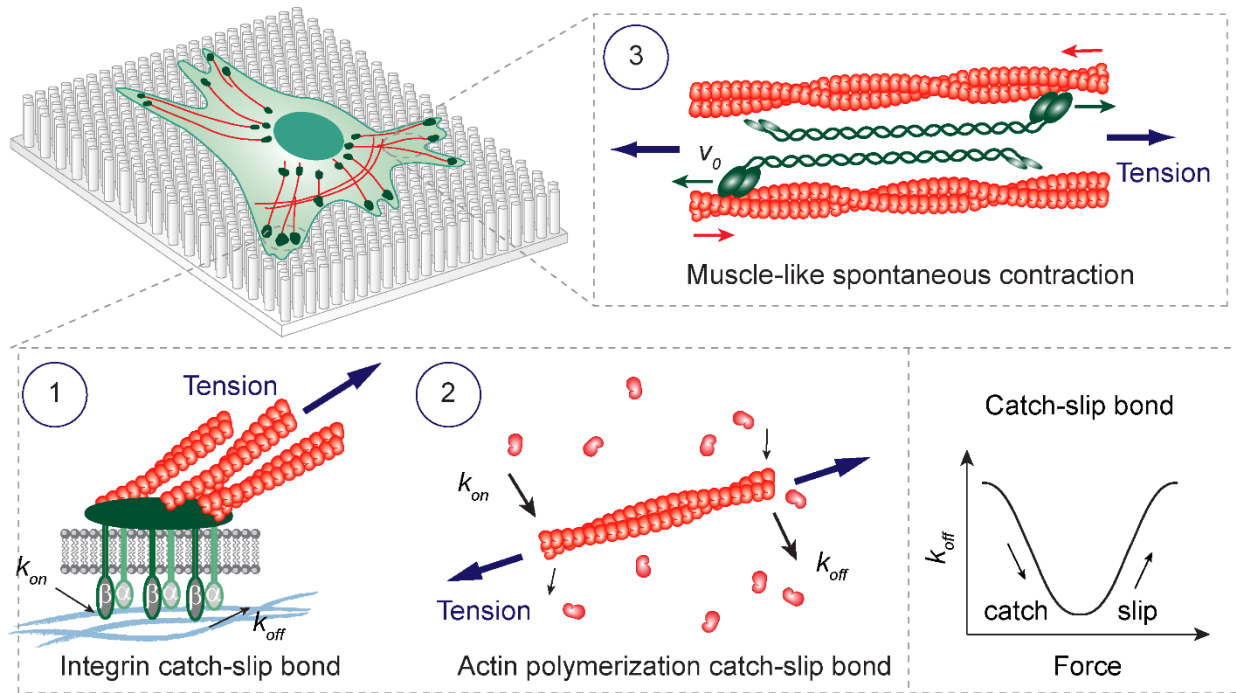 3
v0
Tension
Muscle-like spontaneous contraction
1
Tension
kon
β α β α β α
koff
Integrin catch-slip bond
2
kon
koff
Tension
Actin polymerization catch-slip bond
Catch-slip bond
koff
catch
slip
Force